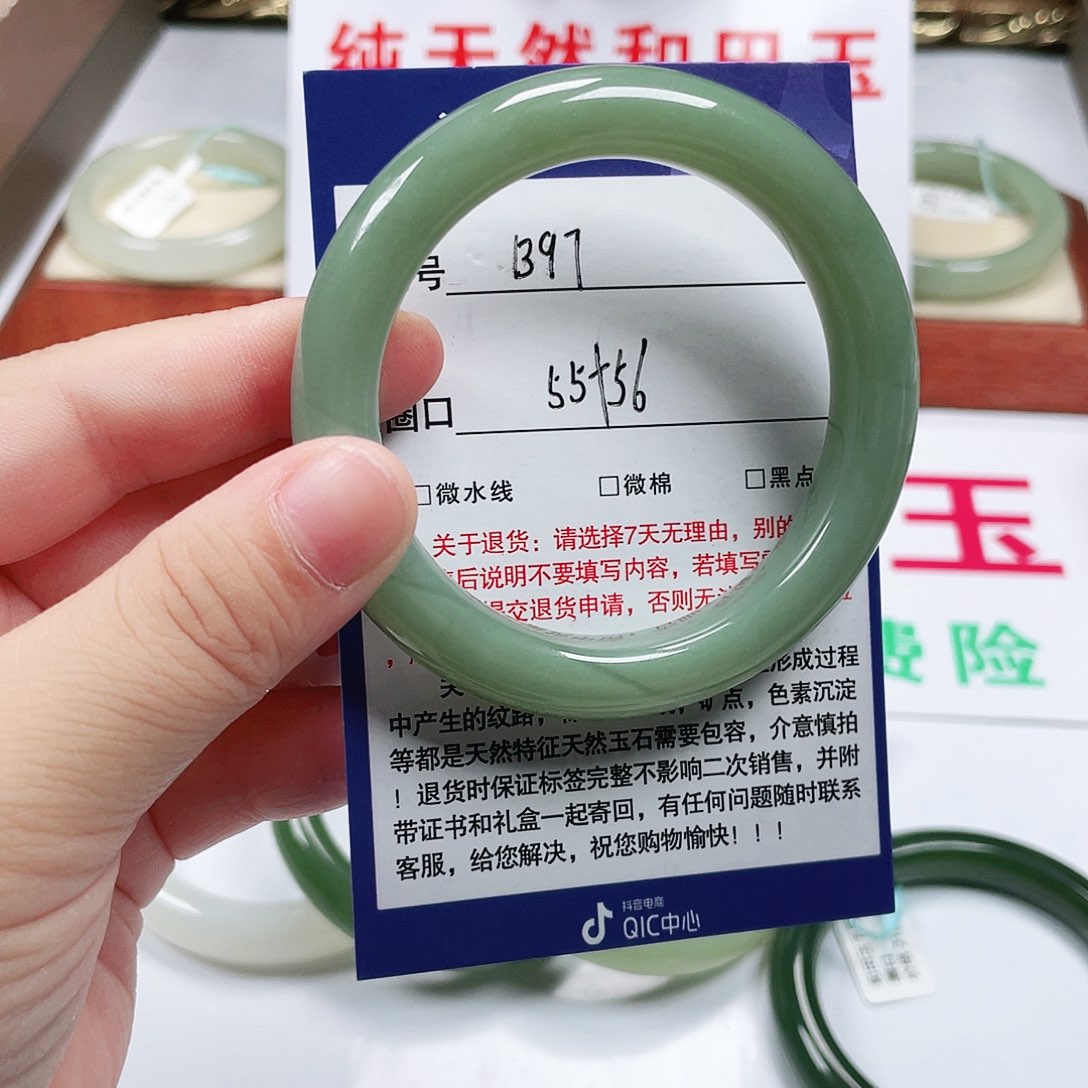 纯天然和田玉
号 B97
圈口 55+56
□微水线 □微棉 □黑点
关于退货：请选择7天无理由，别的
后说明不要填写内容，若填写
提交退货申请，否则无
形成过程
中产生的纹路，
矿点，色素沉淀
等都是天然特征天然玉石需要包容，介意慎拍
！退货时保证标签完整不影响二次销售，并附
带证书和礼盒一起寄回，有任何问题随时联系
客服，给您解决，祝您购物愉快！！！
抖音电商
QIC中心
玉
费险